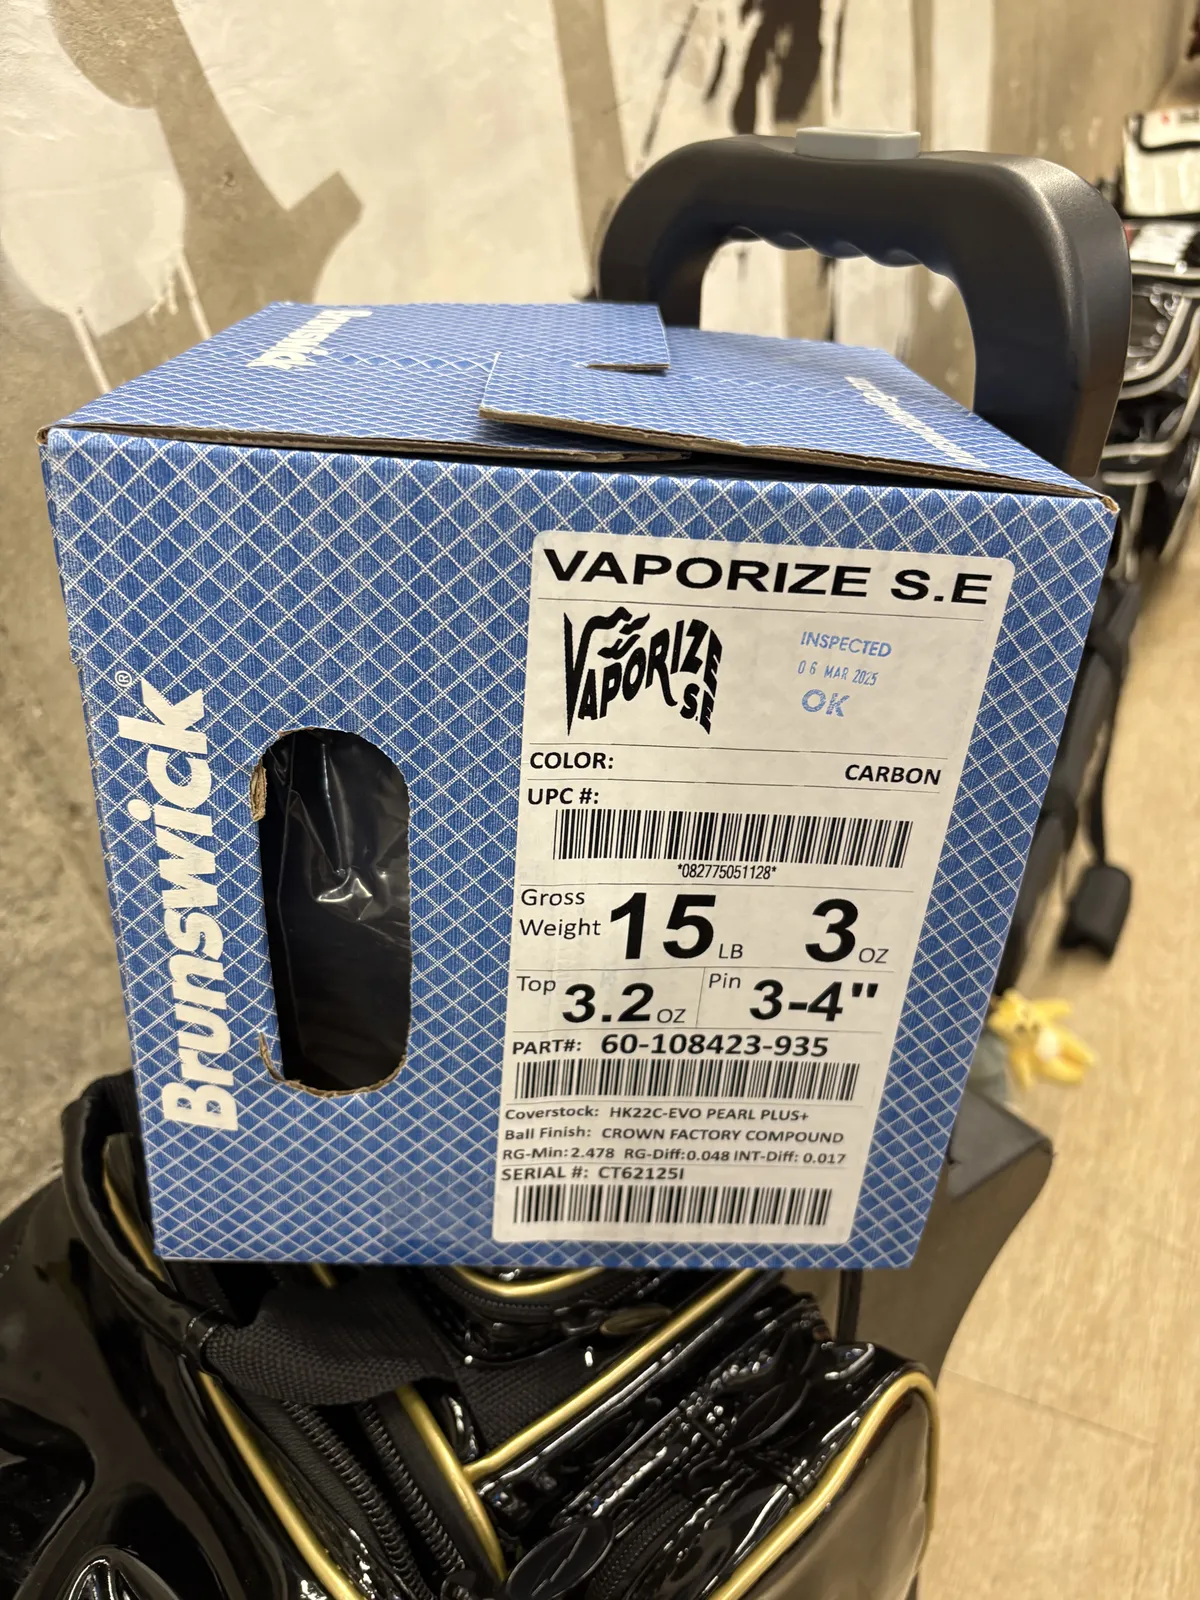 Brunswick
Brunswick®
VAPORIZE S.E
VAPORIZE
S.E
INSPECTED
06 MAR 2025
OK
COLOR: CARBON
UPC #:
*082775051128*
Gross Weight 15 LB 3 OZ
Top 3.2 OZ Pin 3-4"
PART#: 60-108423-935
Coverstock: HK22C-EVO PEARL PLUS+
Ball Finish: CROWN FACTORY COMPOUND
RG-Min:2.478 RG-Diff:0.048 INT-Diff: 0.017
SERIAL #: CT62125I